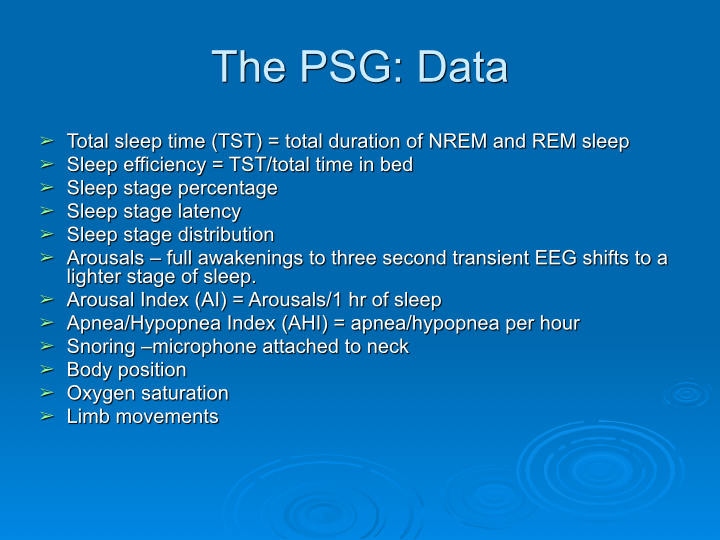 The PSG: Data
➢ Total sleep time (TST) = total duration of NREM and REM sleep
➢ Sleep efficiency = TST/total time in bed
➢ Sleep stage percentage
➢ Sleep stage latency
➢ Sleep stage distribution
➢ Arousals – full awakenings to three second transient EEG shifts to a
lighter stage of sleep.
➢ Arousal Index (AI) = Arousals/1 hr of sleep
➢ Apnea/Hypopnea Index (AHI) = apnea/hypopnea per hour
➢ Snoring –microphone attached to neck
➢ Body position
➢ Oxygen saturation
➢ Limb movements